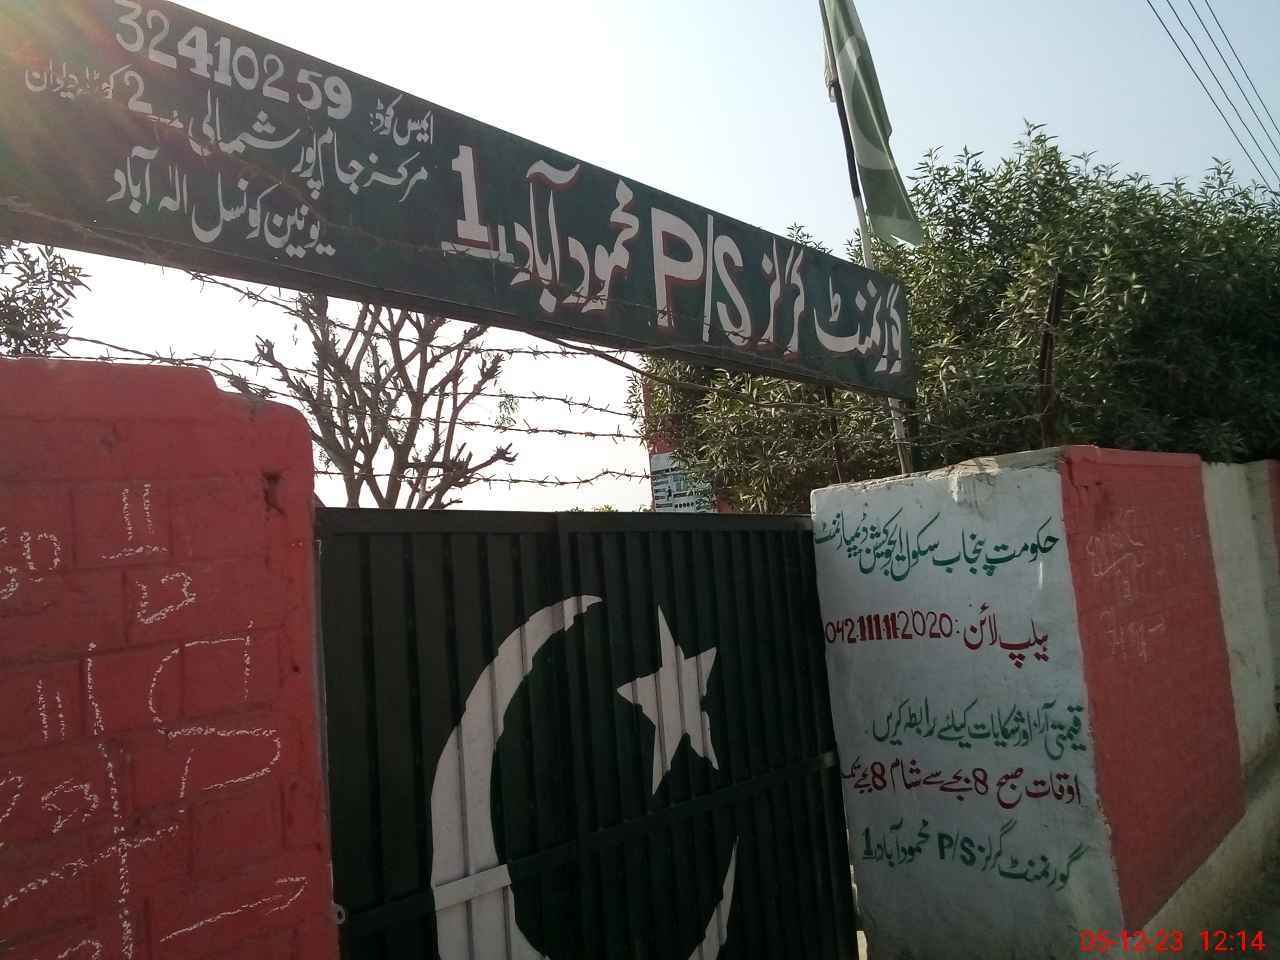 گورنمنٹ گرلز P/S محمود آباد 1
ایمس کوڈ: 32410259
مرکز جام پور شمالی 2 کوٹلہ دیوان
یونین کونسل الہ آباد
حکومت پنجاب سکول ایجوکیشن ڈیپارٹمنٹ
ہیلپ لائن: 042.111-11-2020
قیمتی آراء اور شکایات کیلئے رابطہ کریں۔
اوقات صبح 8 بجے سے شام 8 بجے تک
گورنمنٹ گرلز P/S محمود آباد 1
05-12-23 12:14